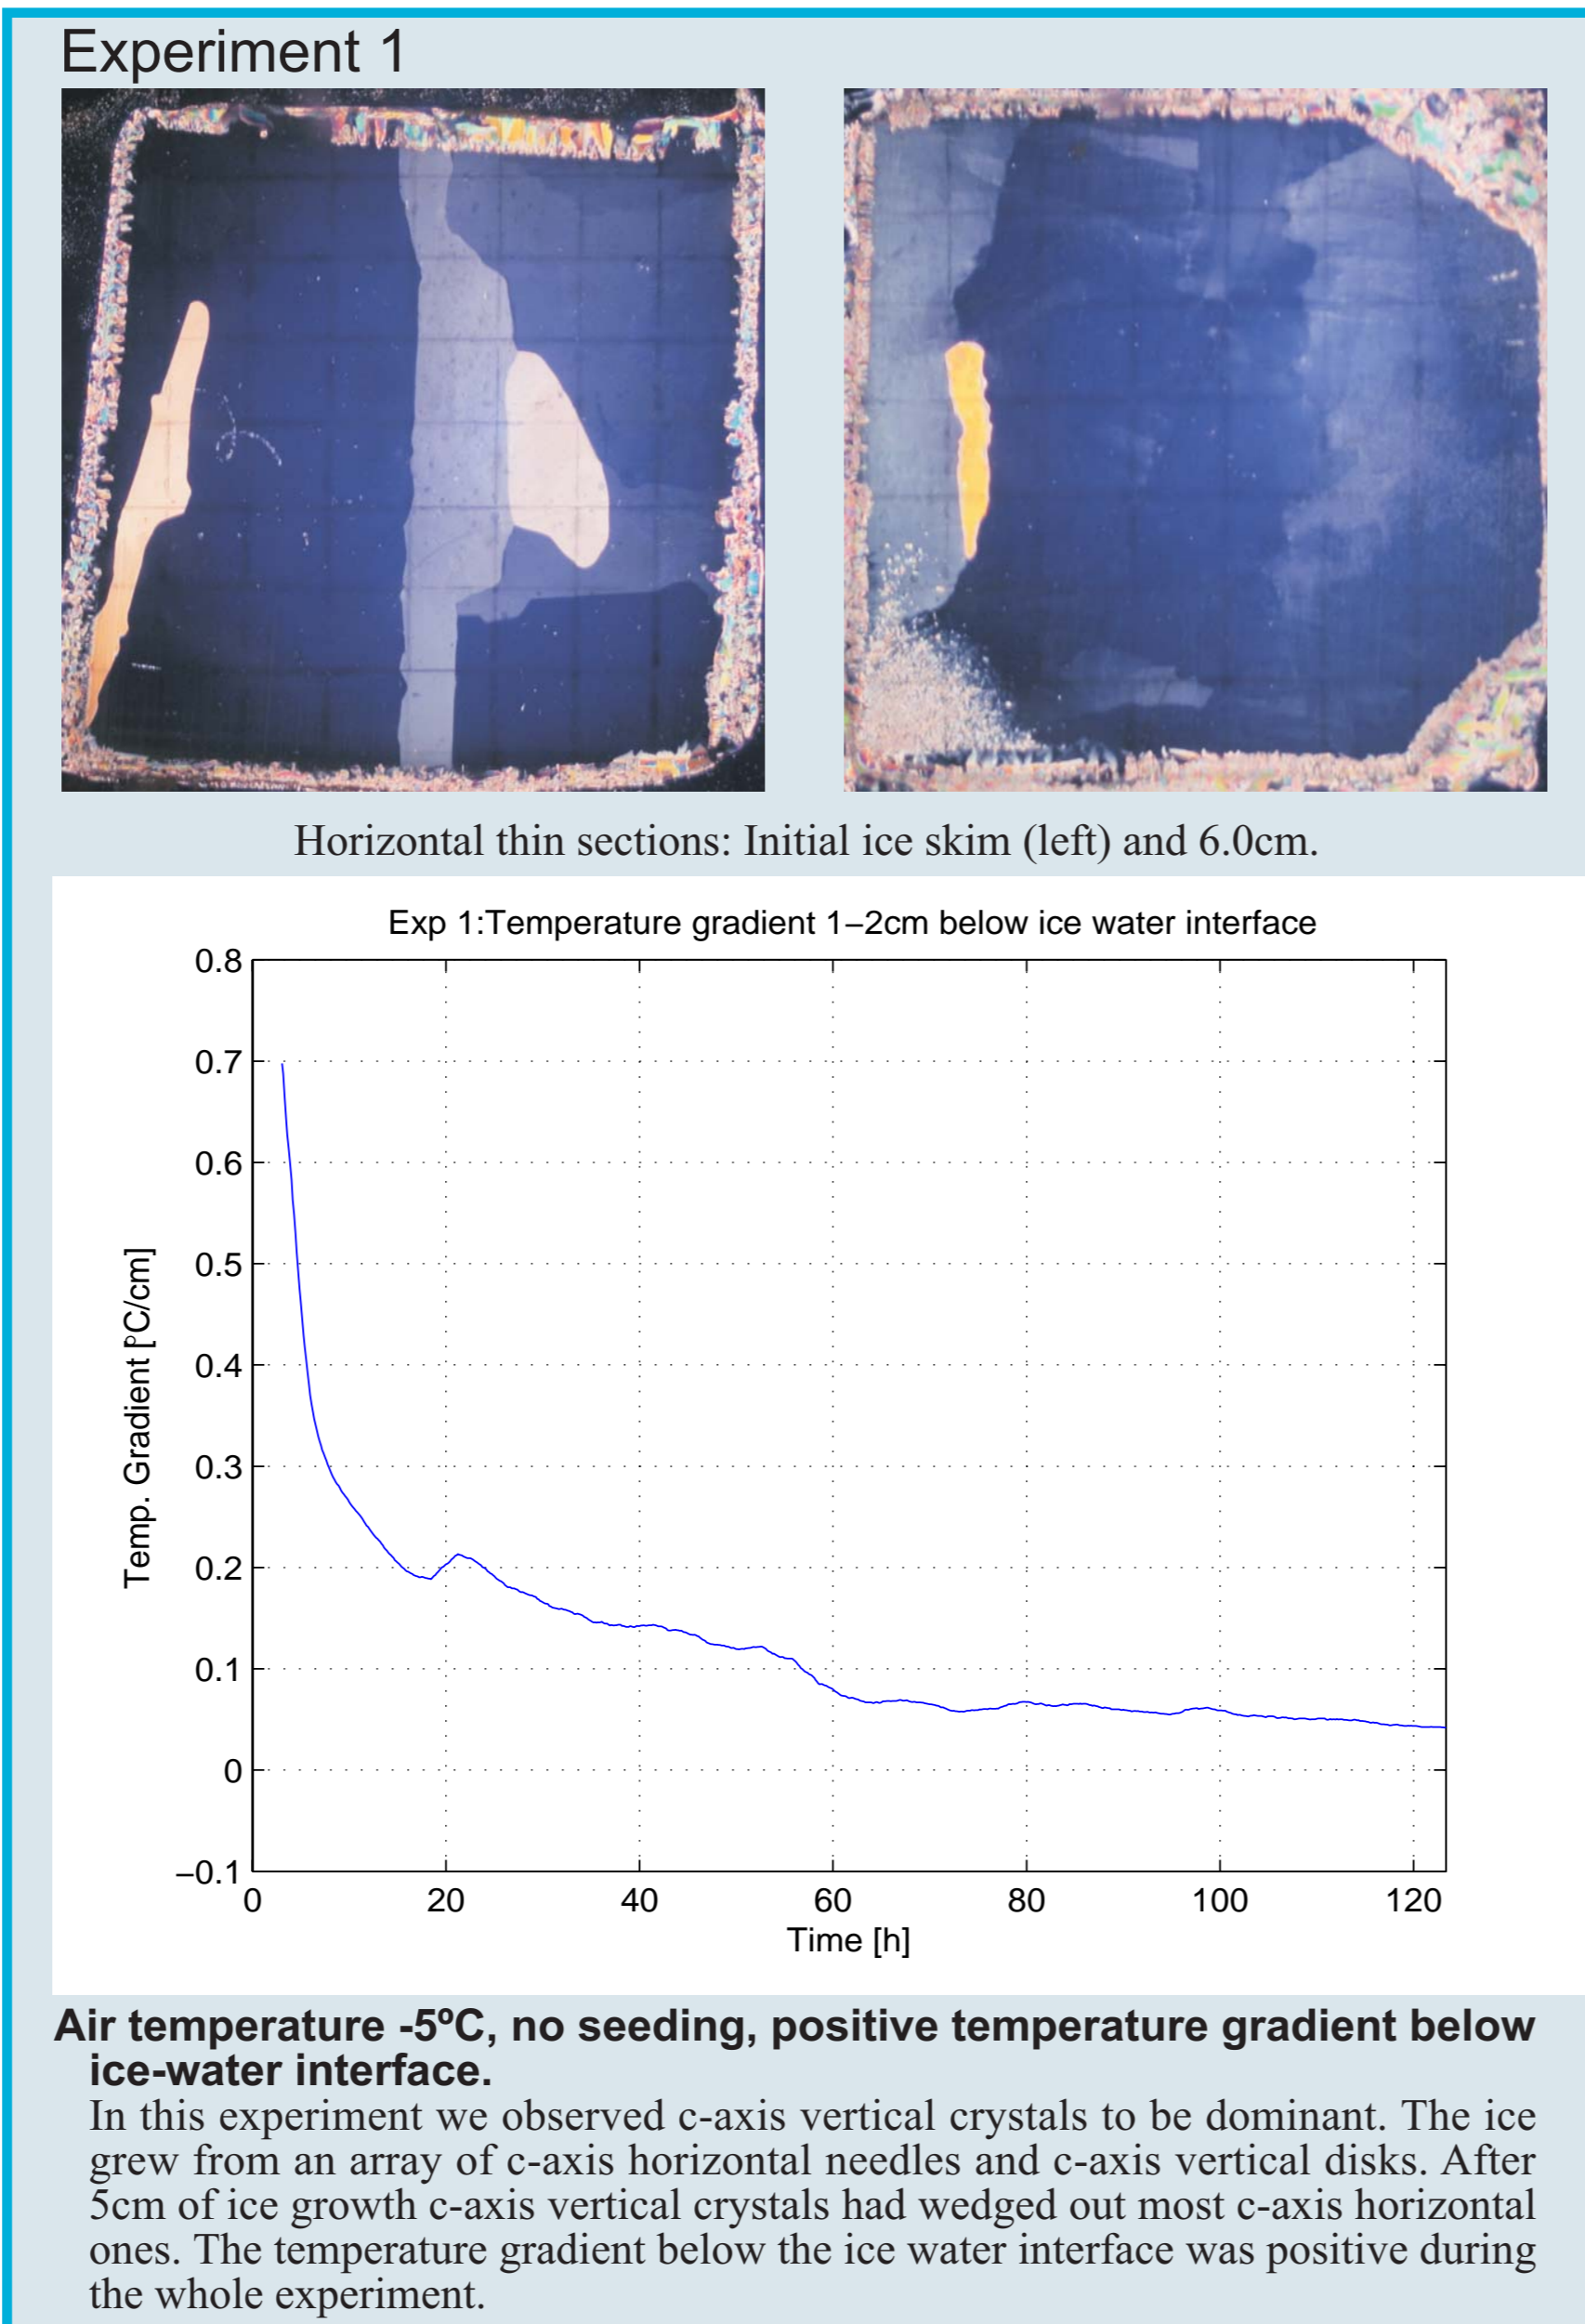 Experiment 1
Horizontal thin sections: Initial ice skim (left) and 6.0cm.
Exp 1:Temperature gradient 1–2cm below ice water interface
0.8
0.7
0.6
0.5
0.4
0.3
0.2
0.1
0
–0.1
Temp. Gradient [ºC/cm]
0 20 40 60 80 100 120
Time [h]
Air temperature -5ºC, no seeding, positive temperature gradient below
ice-water interface.
In this experiment we observed c-axis vertical crystals to be dominant. The ice
grew from an array of c-axis horizontal needles and c-axis vertical disks. After
5cm of ice growth c-axis vertical crystals had wedged out most c-axis horizontal
ones. The temperature gradient below the ice water interface was positive during
the whole experiment.